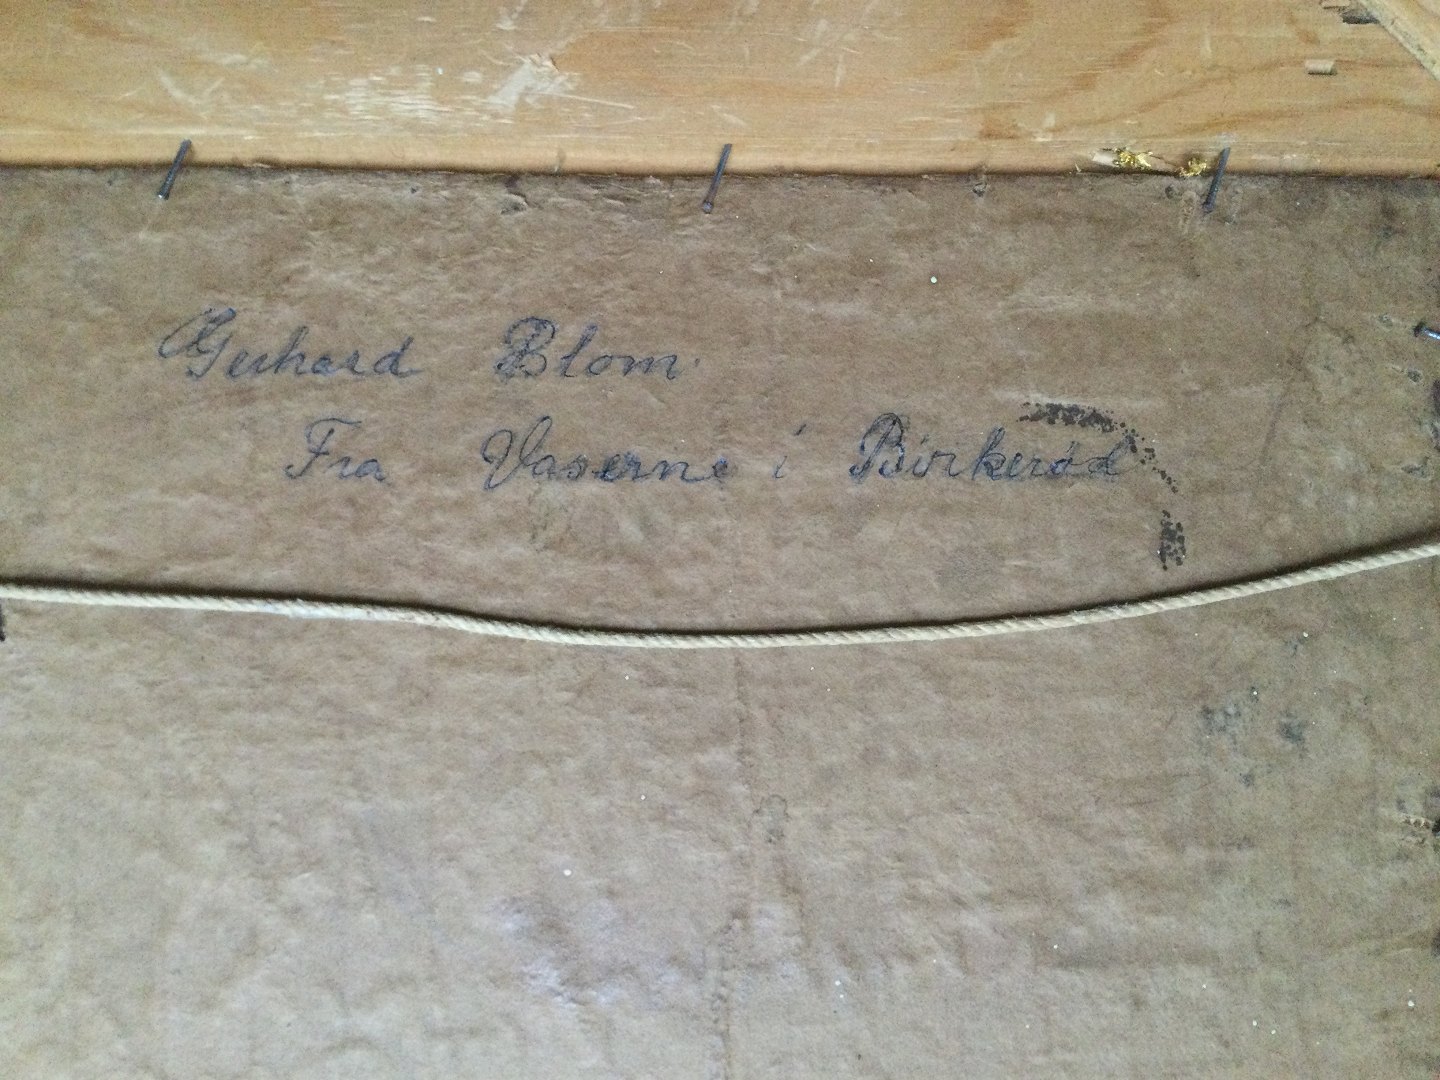 Gerhard Blom.
Fra Vaserne i Birkerød